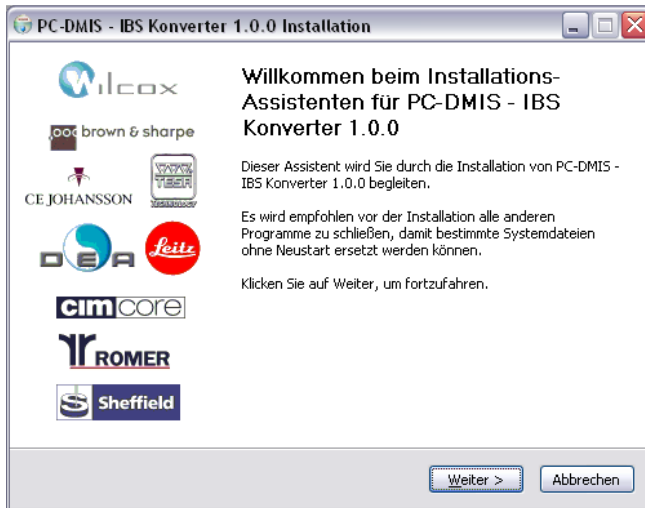 PC-DMIS - IBS Konverter 1.0.0 Installation
Wilcox
brown & sharpe
CE JOHANSSON
TESA
TECHNOLOGY
DEA
Leitz
cimcore
ROMER
Sheffield
Willkommen beim Installations-
Assistenten für PC-DMIS - IBS
Konverter 1.0.0
Dieser Assistent wird Sie durch die Installation von PC-DMIS -
IBS Konverter 1.0.0 begleiten.
Es wird empfohlen vor der Installation alle anderen
Programme zu schließen, damit bestimmte Systemdateien
ohne Neustart ersetzt werden können.
Klicken Sie auf Weiter, um fortzufahren.
Weiter >
Abbrechen